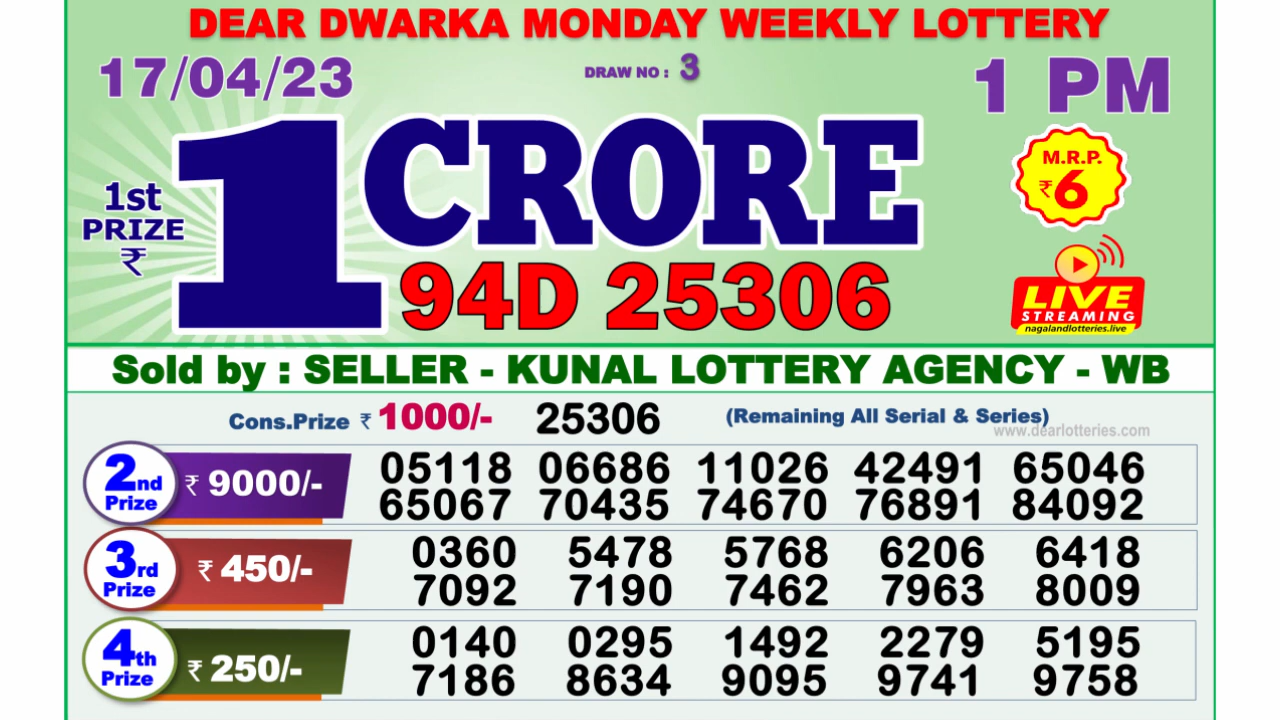 DEAR DWARKA MONDAY WEEKLY LOTTERY
17/04/23 DRAW NO : 3 1 PM
1st PRIZE ₹ 1 CRORE
M.R.P. ₹6
94D 25306
LIVE STREAMING
nagalandlotteries.live
Sold by : SELLER - KUNAL LOTTERY AGENCY - WB
Cons.Prize ₹ 1000/- 25306 (Remaining All Serial & Series)
www.dearlotteries.com
2nd Prize ₹ 9000/-
05118 06686 11026 42491 65046
65067 70435 74670 76891 84092
3rd Prize ₹ 450/-
0360 5478 5768 6206 6418
7092 7190 7462 7963 8009
4th Prize ₹ 250/-
0140 0295 1492 2279 5195
7186 8634 9095 9741 9758